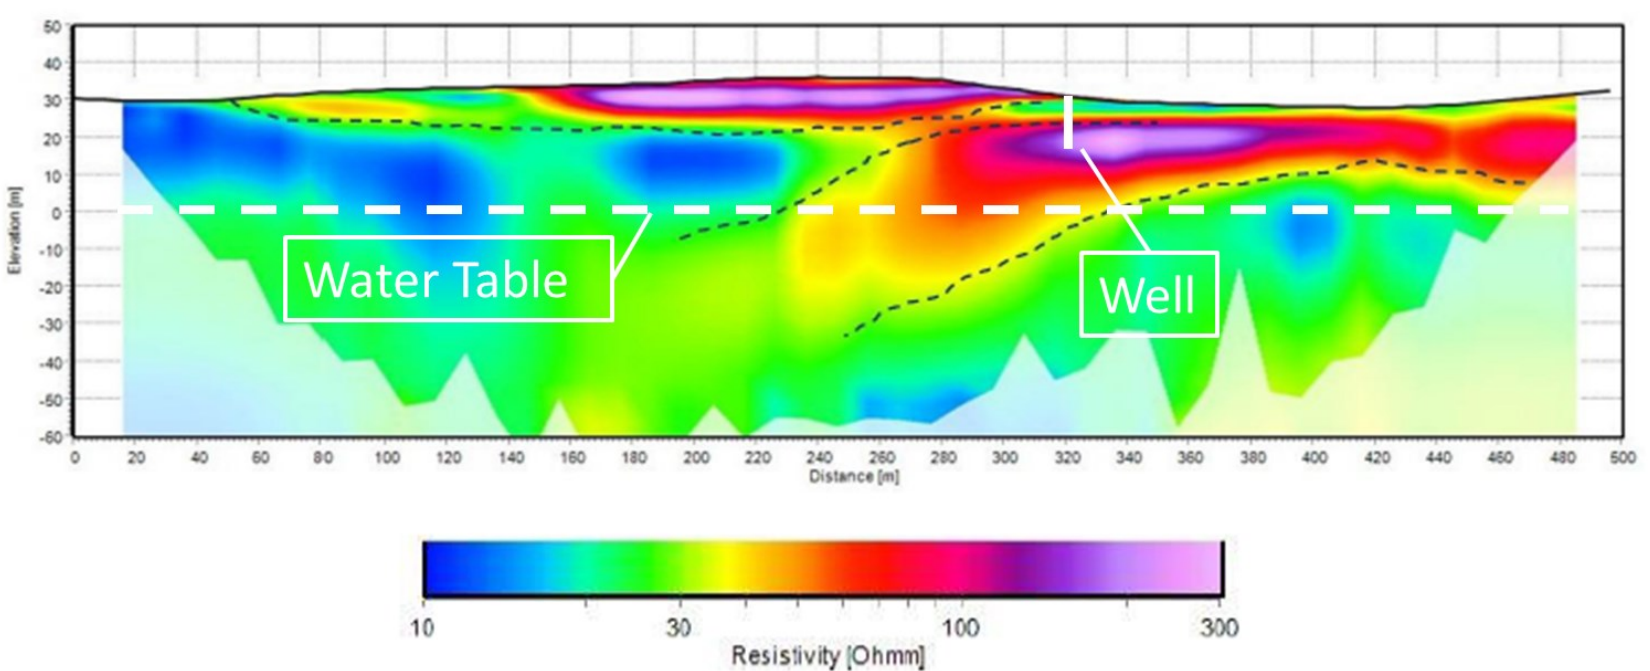 50
40
30
20
10
0
-10
-20
-30
-40
-50
-60
Elevation [m]
Water Table
Well
0 20 40 60 80 100 120 140 160 180 200 220 240 260 280 300 320 340 360 380 400 420 440 460 480 500
Distance [m]
10 30 100 300
Resistivity [Ohmm]